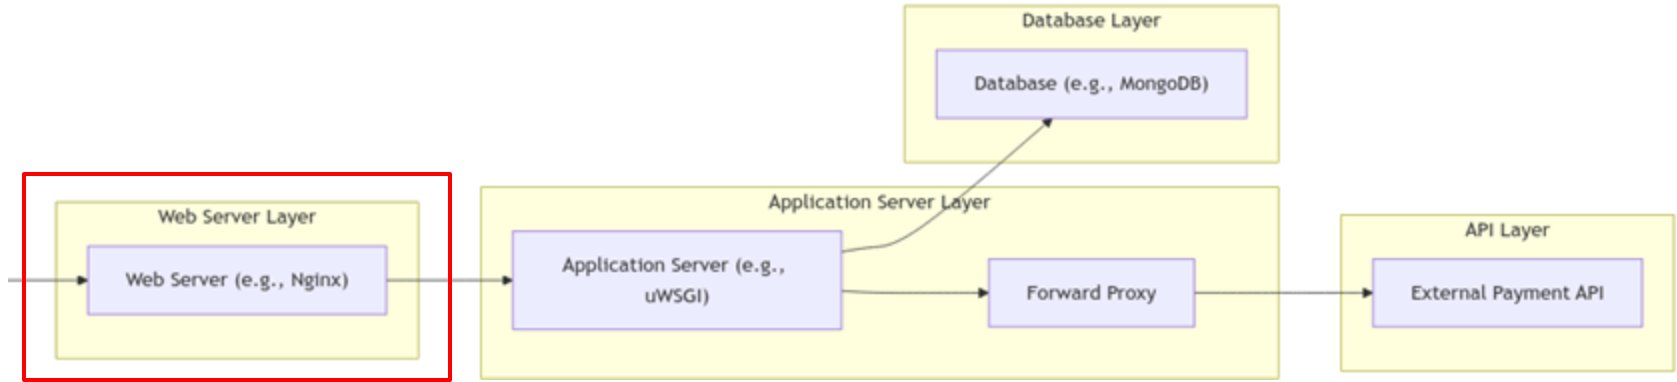 Database Layer
Database (e.g., MongoDB)
Web Server Layer
Web Server (e.g., Nginx)
Application Server Layer
Application Server (e.g.,
uWSGI)
Forward Proxy
API Layer
External Payment API